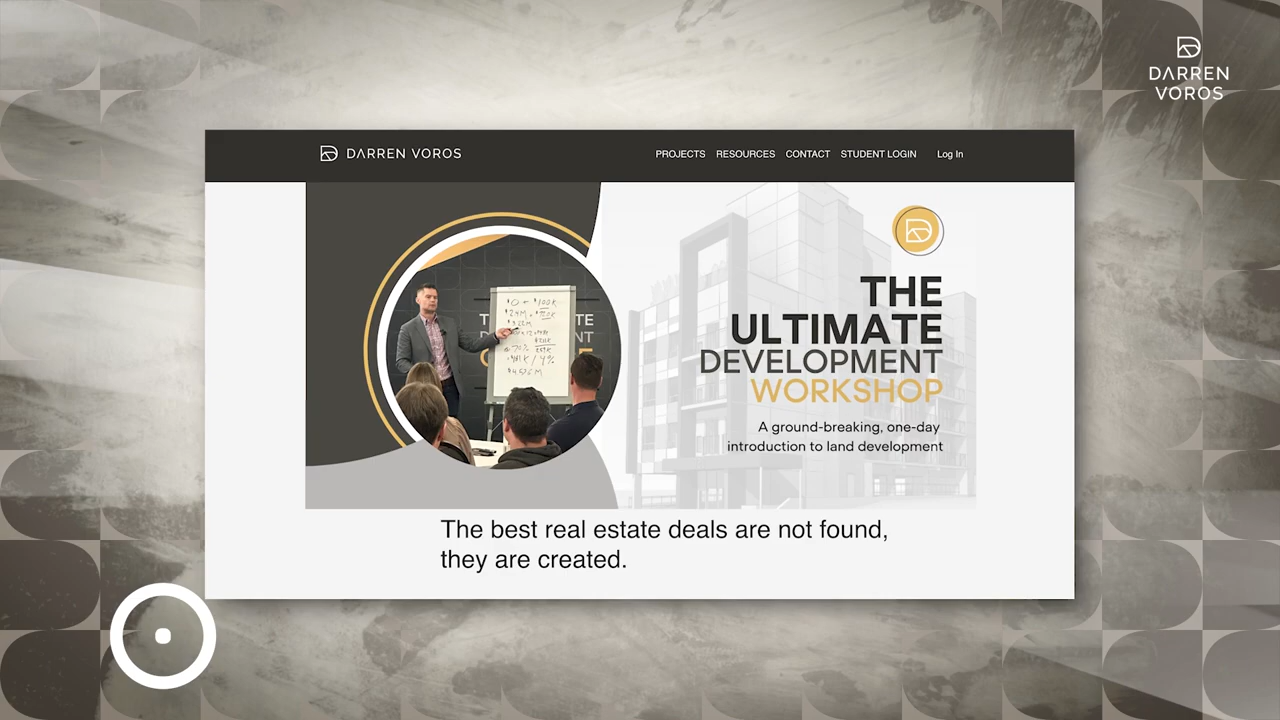 DARREN
VOROS
DARREN VOROS
PROJECTS RESOURCES CONTACT STUDENT LOGIN Log In
THE
ULTIMATE
DEVELOPMENT
WORKSHOP
A ground-breaking, one-day
introduction to land development
The best real estate deals are not found,
they are created.